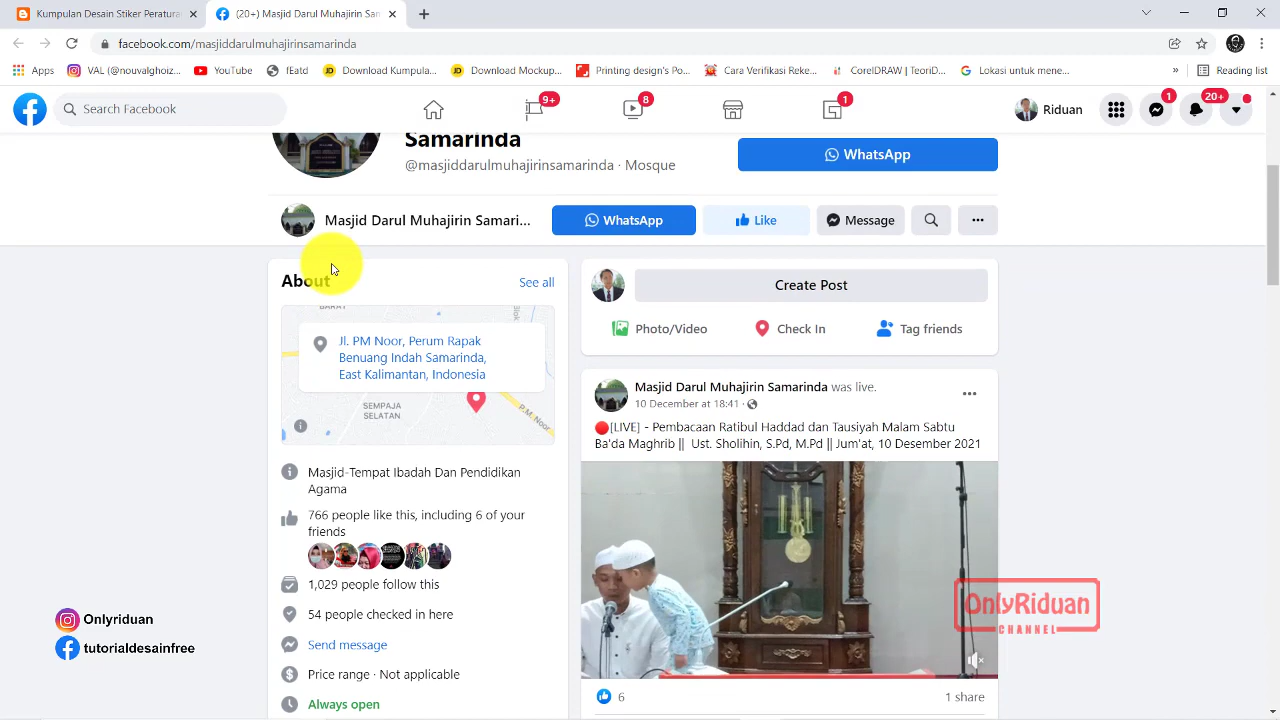 Kumpulan Desain Stiker Peratura
(20+) Masjid Darul Muhajirin Sar
facebook.com/masjiddarulmuhajirinsamarinda
Apps
VAL (@nouvalghoiz...
YouTube
fEatd
Download Kumpula...
Download Mockup...
Printing design's Po...
Cara Verifikasi Reke...
CorelDRAW | TeoriD...
Lokasi untuk mene...
»
Reading list
Search Facebook
9+
8
1
Riduan
1
20+
Samarinda
@masjiddarulmuhajirinsamarinda · Mosque
WhatsApp
Masjid Darul Muhajirin Samari...
WhatsApp
Like
Message
About
See all
Create Post
Photo/Video
Check In
Tag friends
BARAT
Jl. PM Noor, Perum Rapak
Benuang Indah Samarinda,
East Kalimantan, Indonesia
SEMPAJA
SELATAN
P.M.Noor
Masjid Darul Muhajirin Samarinda was live.
10 December at 18:41 ·
[LIVE] - Pembacaan Ratibul Haddad dan Tausiyah Malam Sabtu
Ba'da Maghrib || Ust. Sholihin, S.Pd, M.Pd || Jum'at, 10 Desember 2021
Masjid-Tempat Ibadah Dan Pendidikan
Agama
766 people like this, including 6 of your
friends
1,029 people follow this
54 people checked in here
Send message
Price range · Not applicable
Always open
6
1 share
Onlyriduan
tutorialdesainfree
OnlyRiduan
CHANNEL